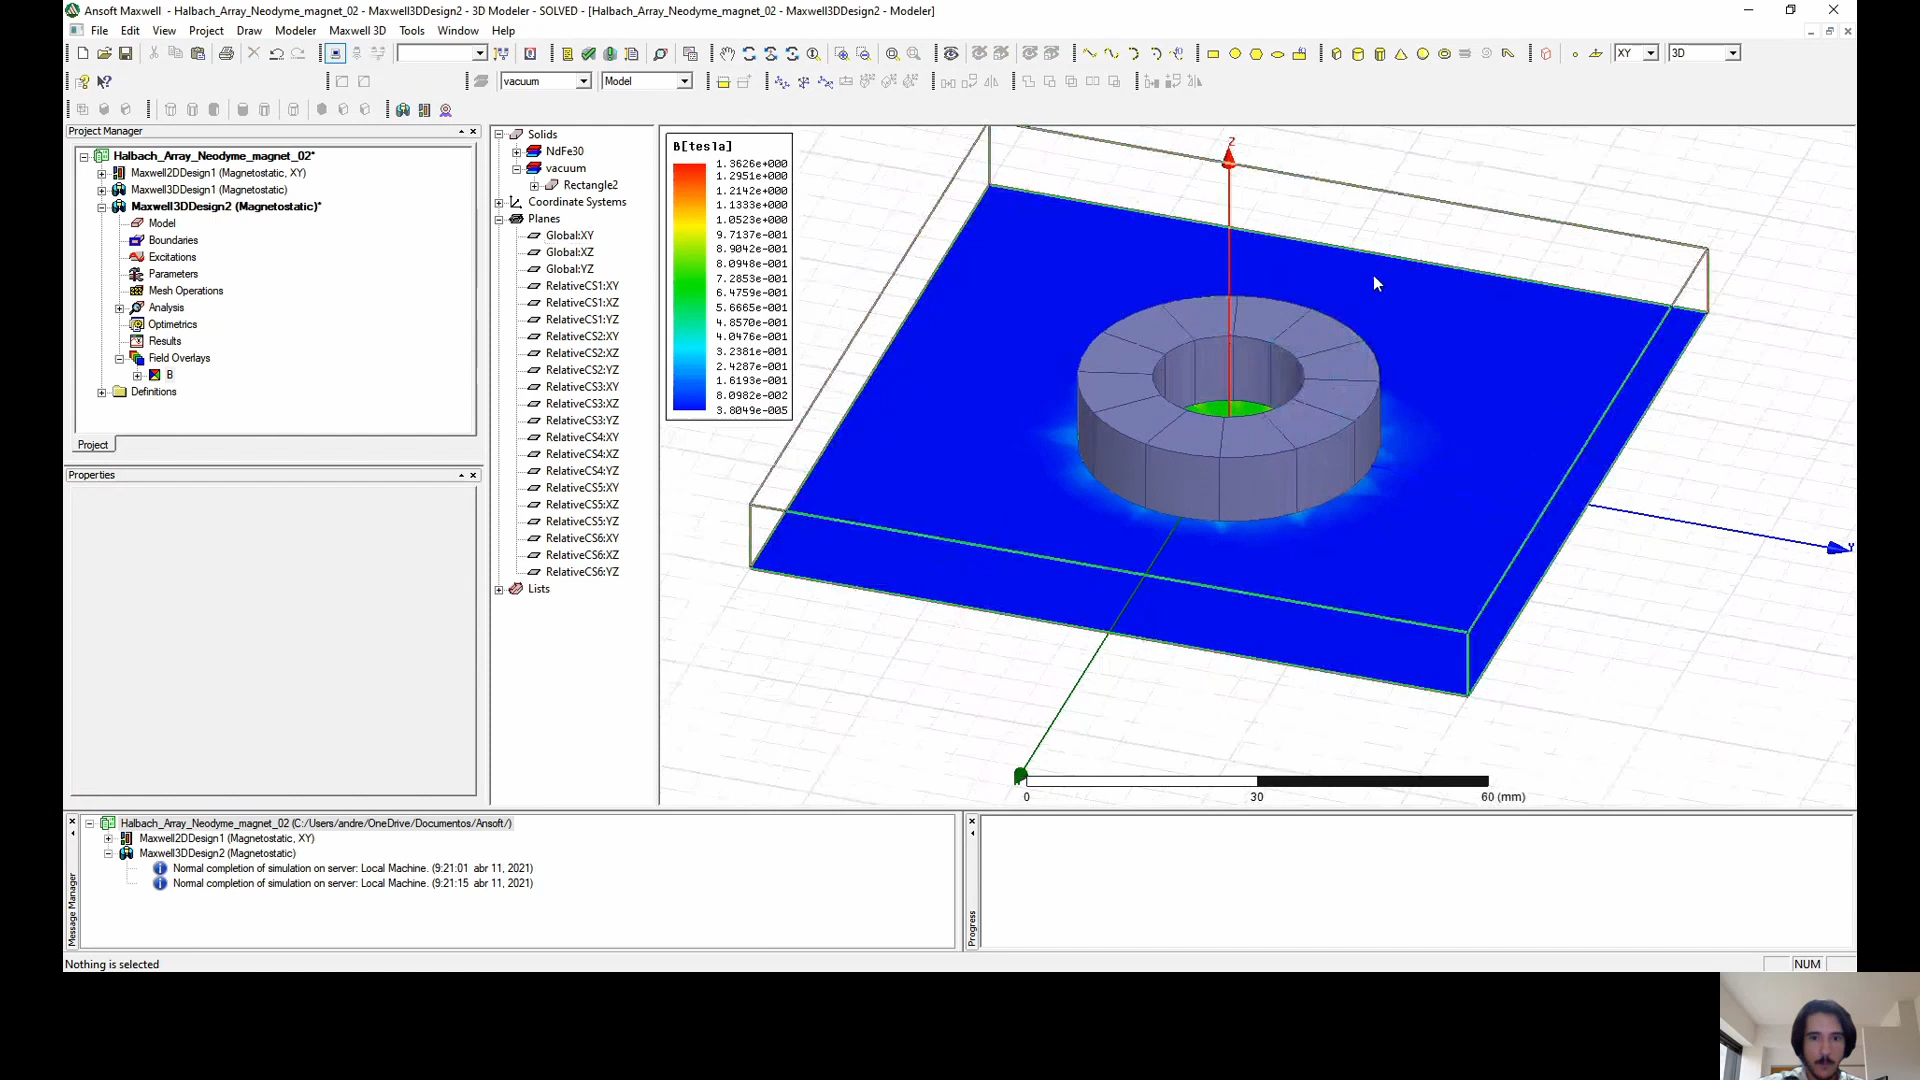 Ansoft Maxwell - Halbach_Array_Neodyme_magnet_02 - Maxwell3DDesign2 - 3D Modeler - SOLVED - [Halbach_Array_Neodyme_magnet_02 - Maxwell3DDesign2 - Modeler]
File Edit View Project Draw Modeler Maxwell 3D Tools Window Help
XY 3D
vacuum Model
Project Manager
Halbach_Array_Neodyme_magnet_02*
Maxwell2DDesign1 (Magnetostatic, XY)
Maxwell3DDesign1 (Magnetostatic)
Maxwell3DDesign2 (Magnetostatic)*
Model
Boundaries
Excitations
Parameters
Mesh Operations
Analysis
Optimetrics
Results
Field Overlays
B
Definitions
Project
Properties
Solids
NdFe30
vacuum
Rectangle2
Coordinate Systems
Planes
Global:XY
Global:XZ
Global:YZ
RelativeCS1:XY
RelativeCS1:XZ
RelativeCS1:YZ
RelativeCS2:XY
RelativeCS2:XZ
RelativeCS2:YZ
RelativeCS3:XY
RelativeCS3:XZ
RelativeCS3:YZ
RelativeCS4:XY
RelativeCS4:XZ
RelativeCS4:YZ
RelativeCS5:XY
RelativeCS5:XZ
RelativeCS5:YZ
RelativeCS6:XY
RelativeCS6:XZ
RelativeCS6:YZ
Lists
B[tesla]
1.3626e+000
1.2951e+000
1.2142e+000
1.1333e+000
1.0523e+000
9.7137e-001
8.9042e-001
8.0948e-001
7.2853e-001
6.4759e-001
5.6665e-001
4.8570e-001
4.0476e-001
3.2381e-001
2.4287e-001
1.6193e-001
8.0982e-002
3.8049e-005
Z
Y
0 30 60 (mm)
Halbach_Array_Neodyme_magnet_02 (C:/Users/andre/OneDrive/Documentos/Ansoft/)
Maxwell2DDesign1 (Magnetostatic, XY)
Maxwell3DDesign2 (Magnetostatic)
Normal completion of simulation on server: Local Machine. (9:21:01 abr 11, 2021)
Normal completion of simulation on server: Local Machine. (9:21:15 abr 11, 2021)
Message Manager
Progress
Nothing is selected
NUM